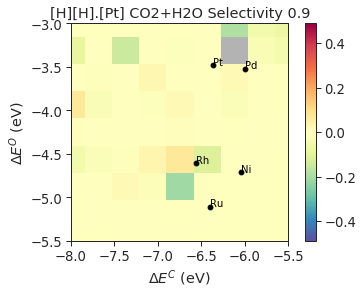 [H][H].[Pt] CO2+H2O Selectivity 0.9
−3.0
−3.5
−4.0
−4.5
−5.0
−5.5
ΔE^O (eV)
Pt
Pd
Rh
Ni
Ru
−8.0 −7.5 −7.0 −6.5 −6.0 −5.5
ΔE^C (eV)
0.4
0.2
0.0
−0.2
−0.4